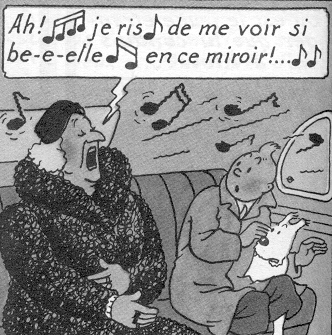 Ah! je ris de me voir si
be-e-elle en ce miroir!...